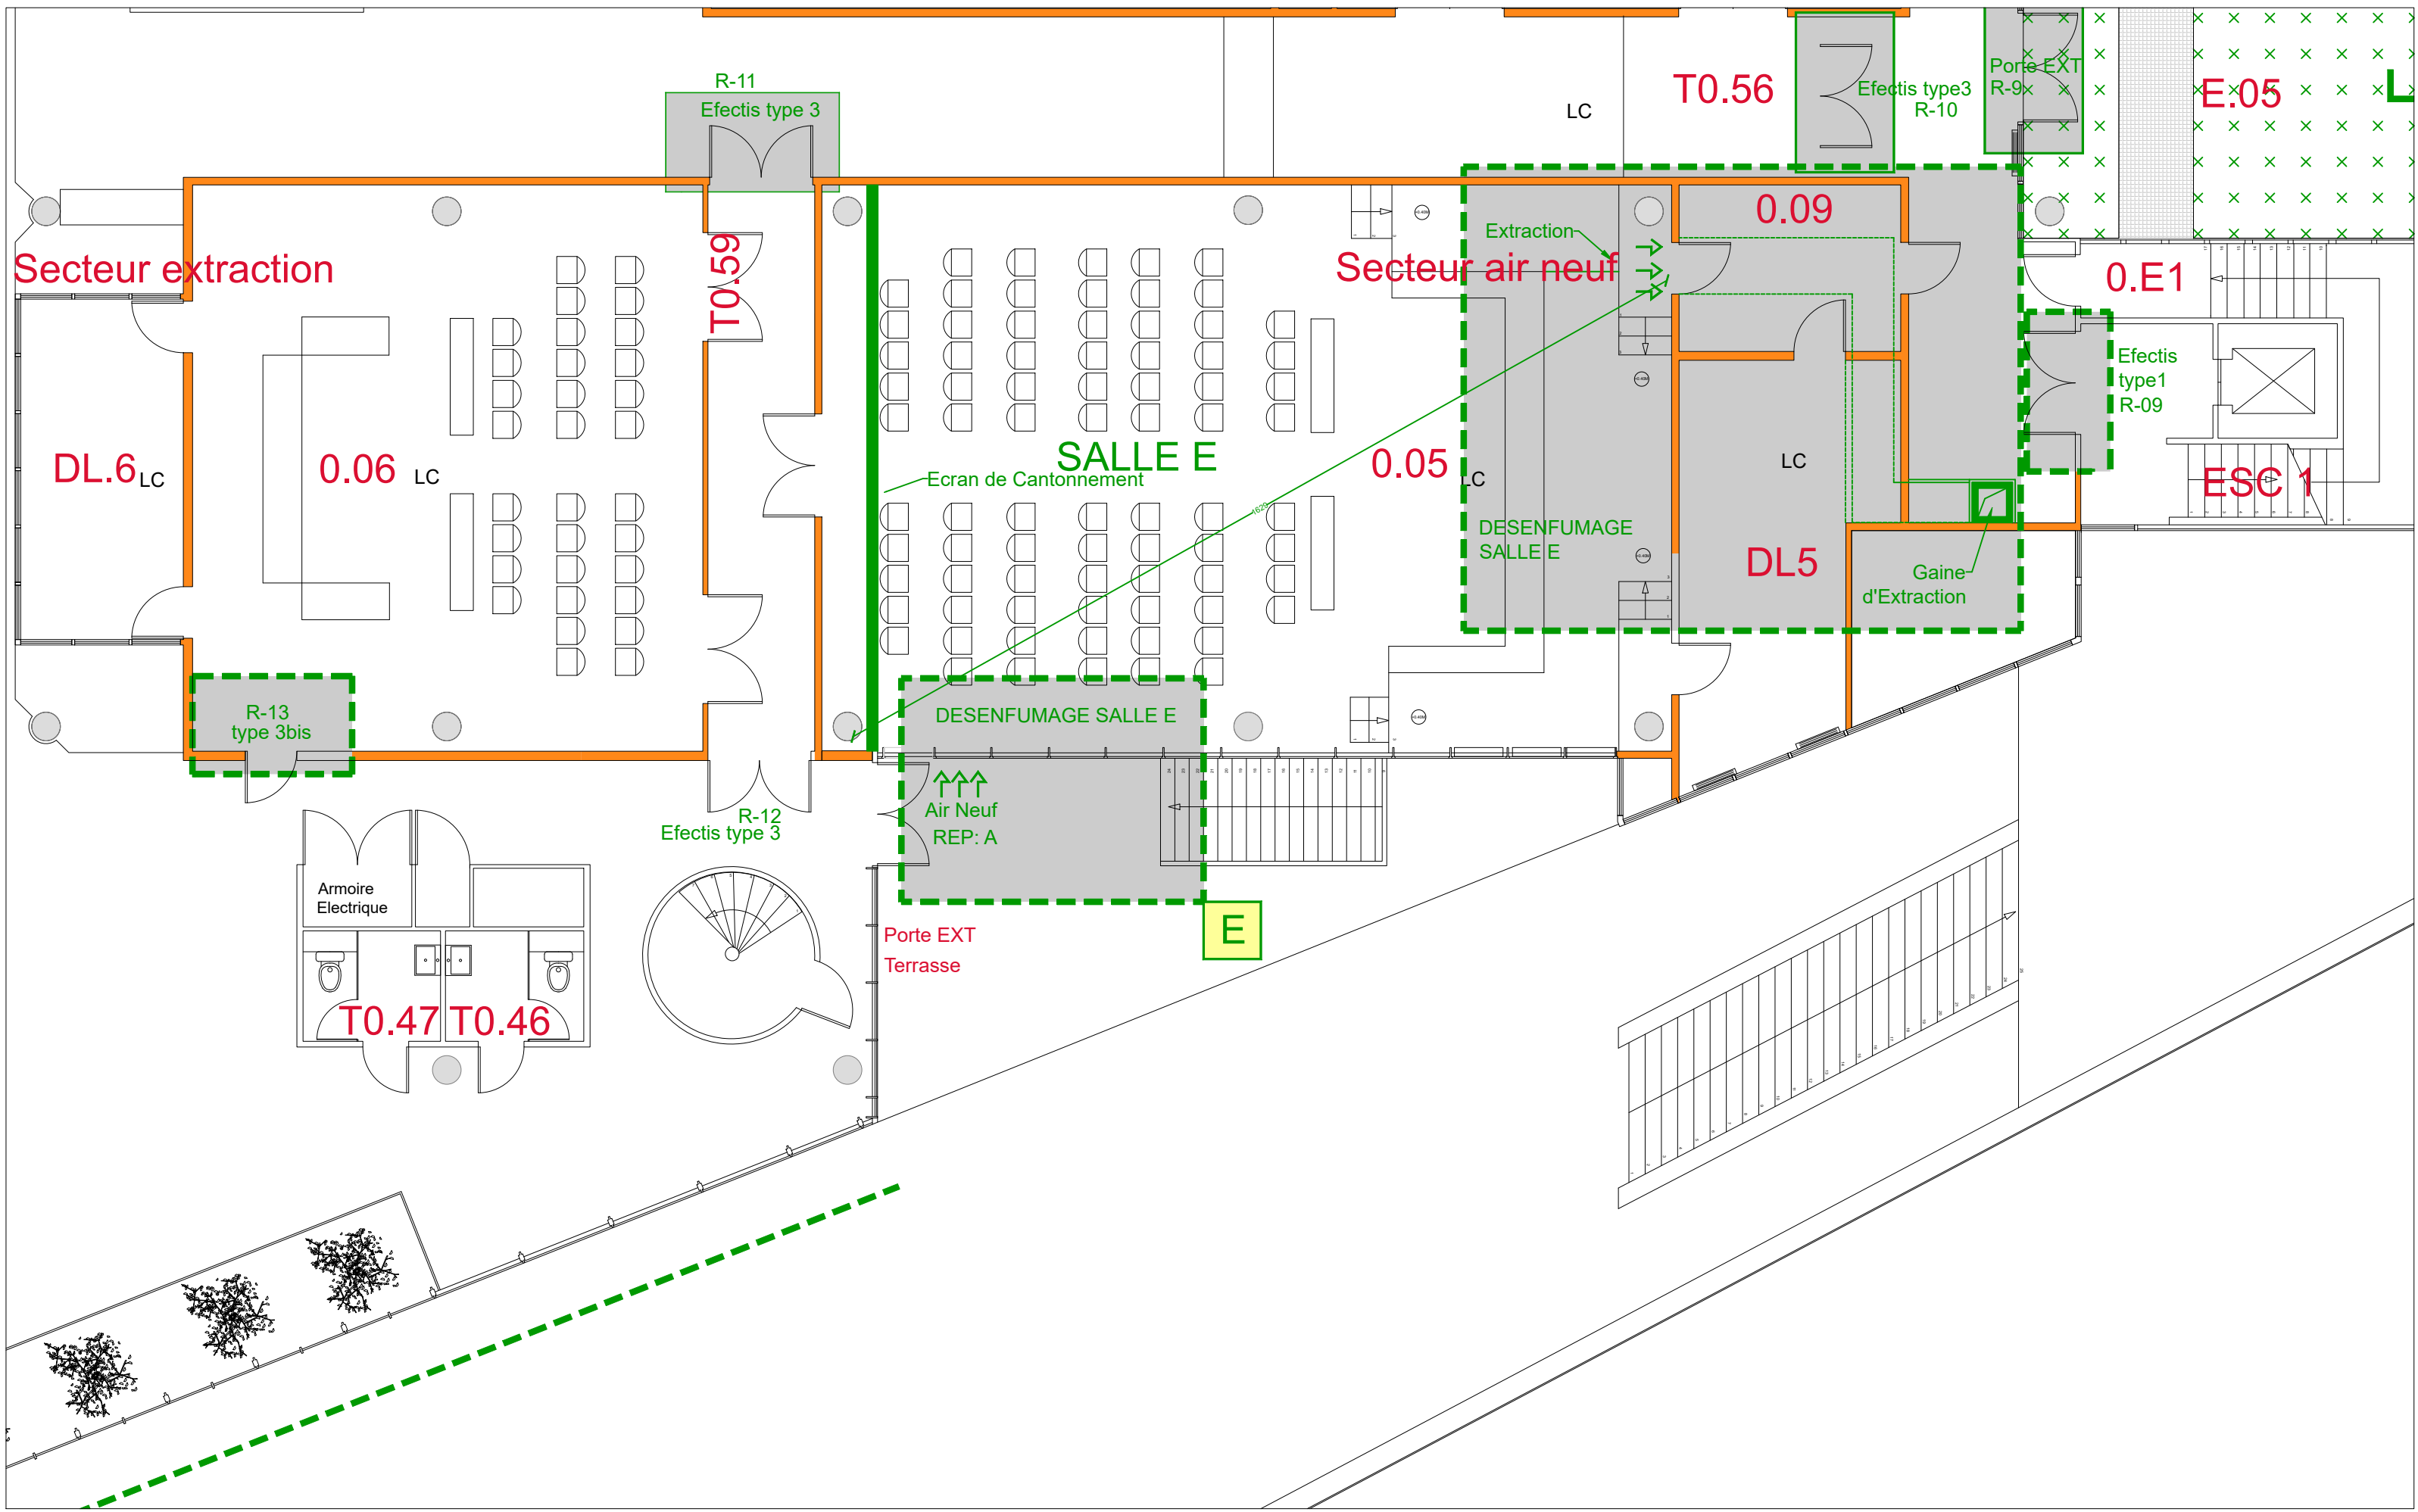 R-11
Efectis type 3
LC
T0.56
Efectis type3
R-10
Porte EXT
R-9
E.05
L
Secteur extraction
T0.59
Extraction
Secteur air neuf
0.09
0.E1
Efectis
type1
R-09
DL.6
LC
0.06
LC
SALLE E
Ecran de Cantonnement
0.05
LC
LC
ESC 1
1620
DESENFUMAGE
SALLE E
DL5
Gaine
d'Extraction
R-13
type 3bis
DESENFUMAGE SALLE E
R-12
Efectis type 3
Air Neuf
REP: A
Armoire
Electrique
E
Porte EXT
Terrasse
T0.47
T0.46